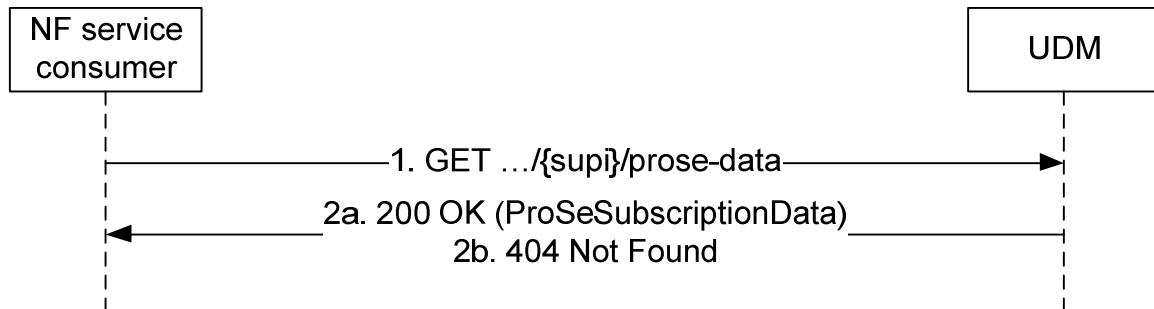 NF service
consumer
UDM
1. GET …/{supi}/prose-data
2a. 200 OK (ProSeSubscriptionData)
2b. 404 Not Found